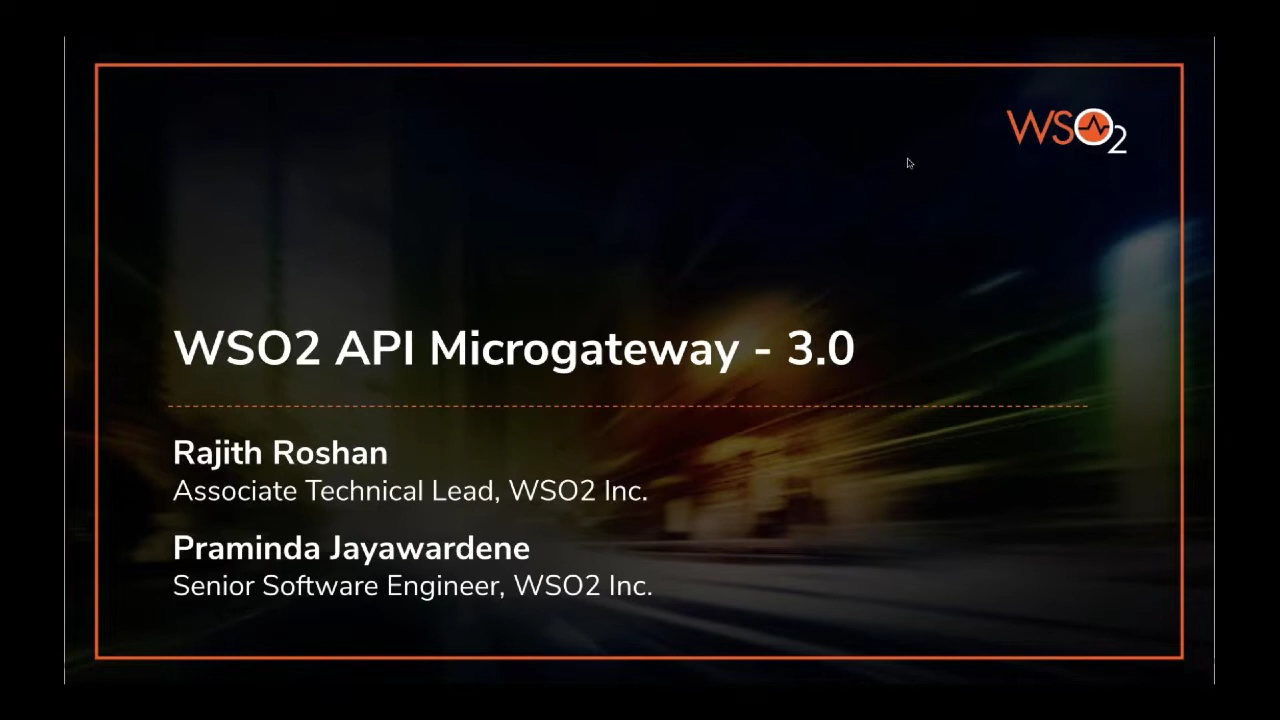 WSO2
WSO2 API Microgateway - 3.0
Rajith Roshan
Associate Technical Lead, WSO2 Inc.
Praminda Jayawardene
Senior Software Engineer, WSO2 Inc.